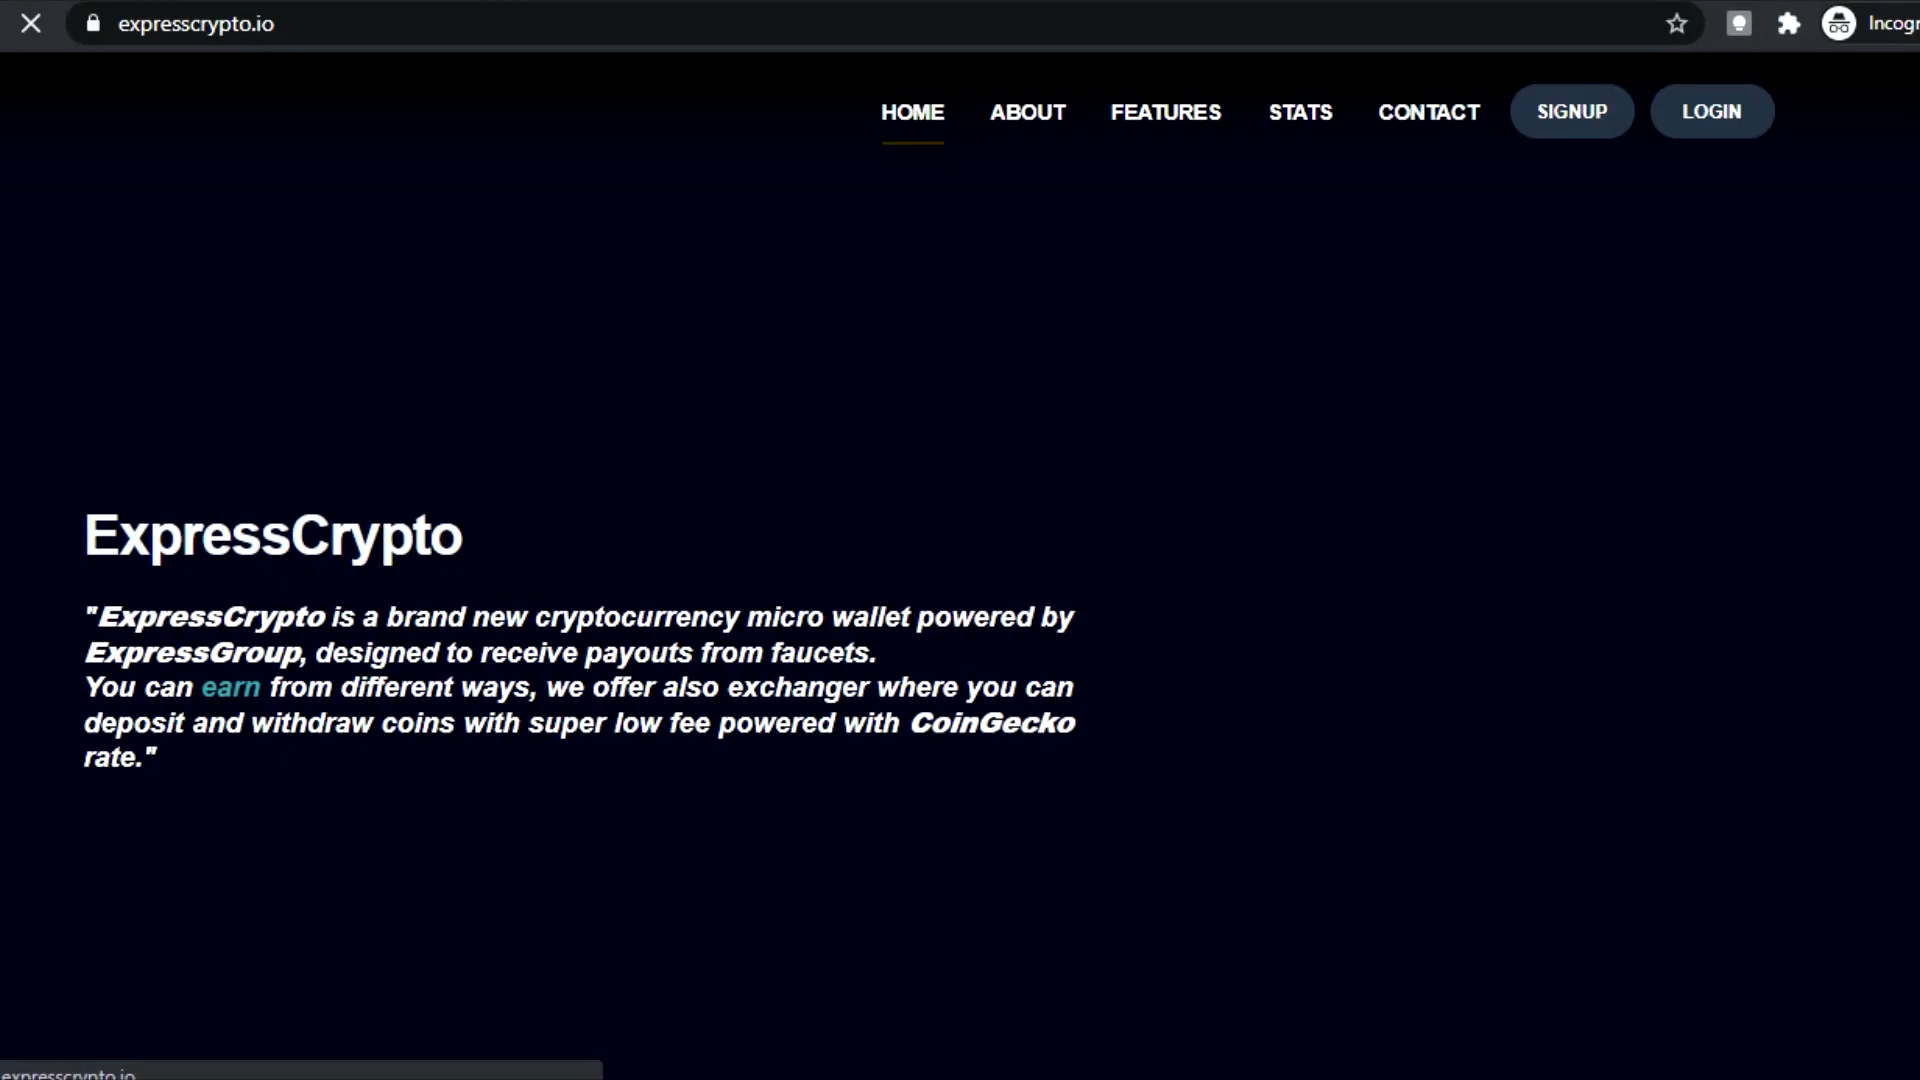 expresscrypto.io
Incogn
HOME ABOUT FEATURES STATS CONTACT SIGNUP LOGIN
ExpressCrypto
"ExpressCrypto is a brand new cryptocurrency micro wallet powered by
ExpressGroup, designed to receive payouts from faucets.
You can earn from different ways, we offer also exchanger where you can
deposit and withdraw coins with super low fee powered with CoinGecko
rate."
expresscrypto.io